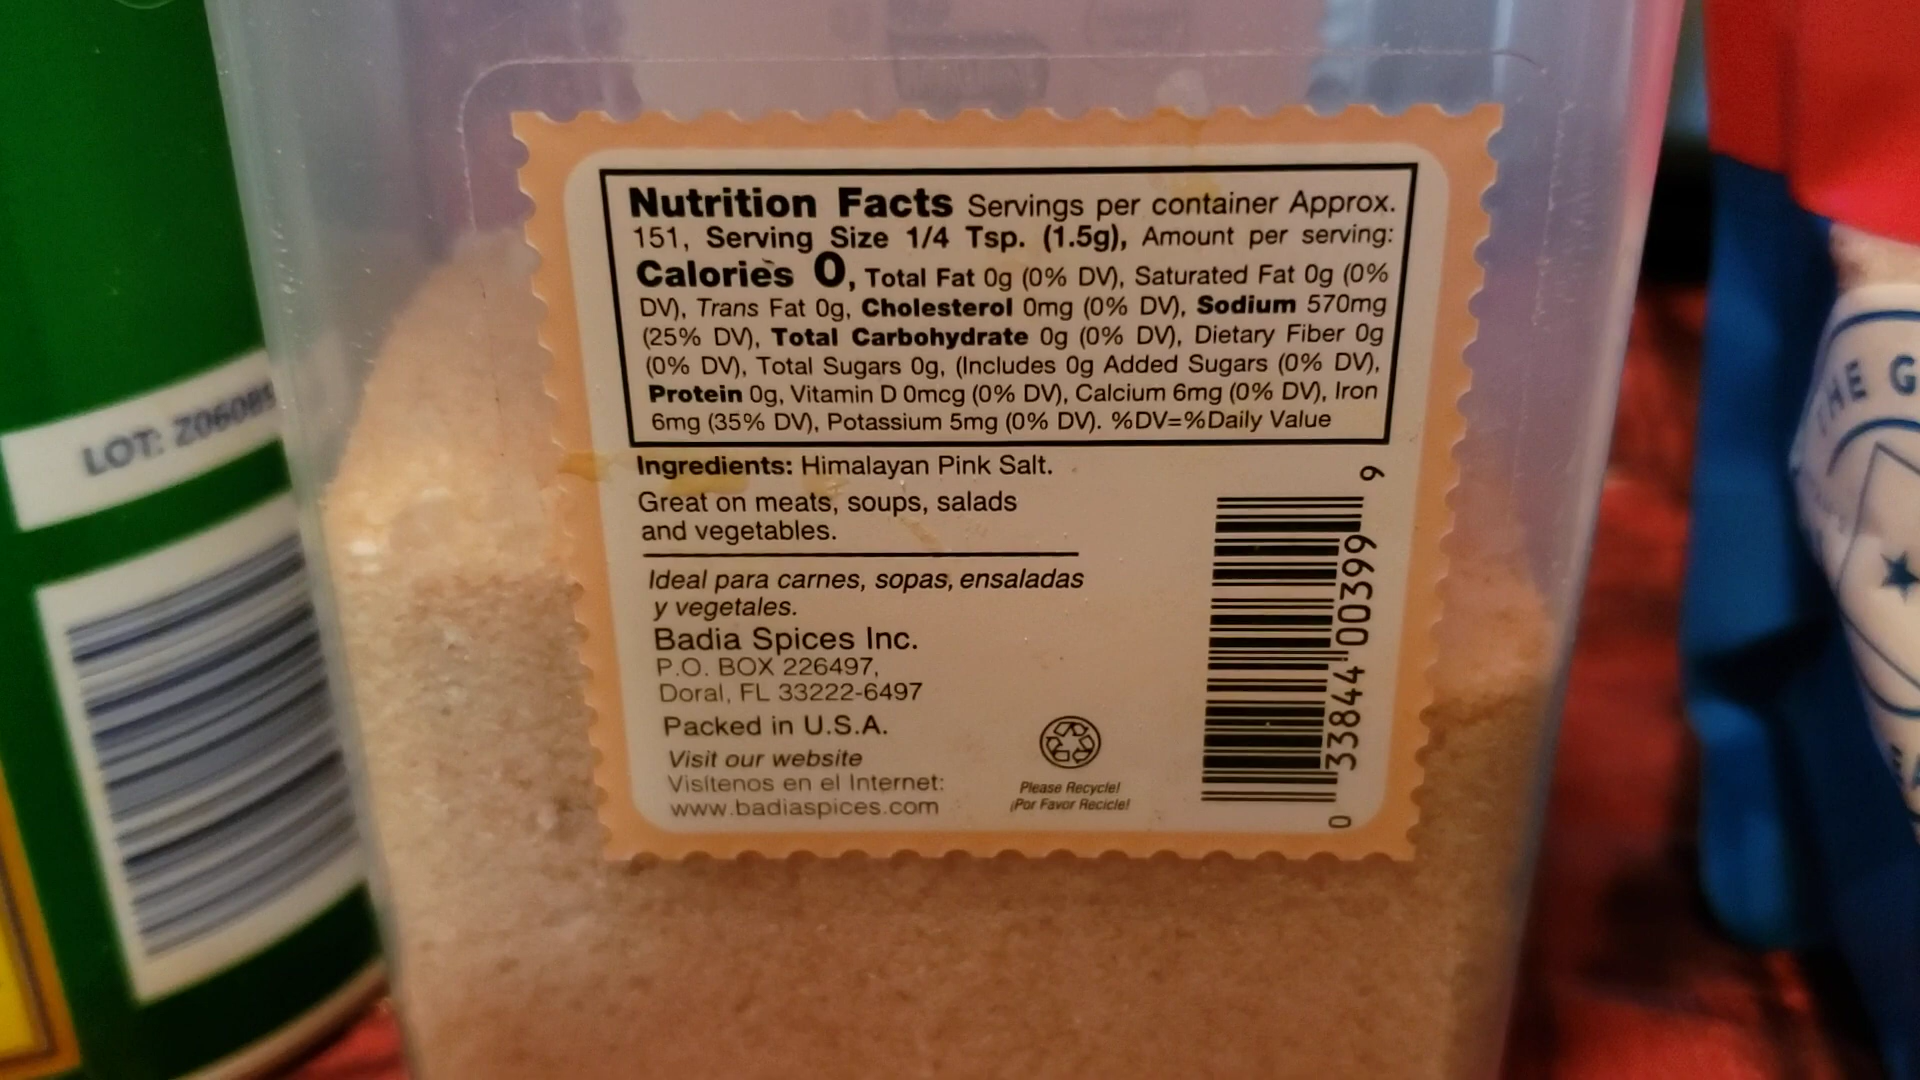 Nutrition Facts Servings per container Approx.
151, Serving Size 1/4 Tsp. (1.5g), Amount per serving:
Calories 0, Total Fat 0g (0% DV), Saturated Fat 0g (0%
DV), Trans Fat 0g, Cholesterol 0mg (0% DV), Sodium 570mg
(25% DV), Total Carbohydrate 0g (0% DV), Dietary Fiber 0g
(0% DV), Total Sugars 0g, (Includes 0g Added Sugars (0% DV),
Protein 0g, Vitamin D 0mcg (0% DV), Calcium 6mg (0% DV), Iron
6mg (35% DV), Potassium 5mg (0% DV). %DV=%Daily Value
Ingredients: Himalayan Pink Salt.
Great on meats, soups, salads
and vegetables.
Ideal para carnes, sopas, ensaladas
y vegetales.
Badia Spices Inc.
P.O. BOX 226497,
Doral, FL 33222-6497
Packed in U.S.A.
Visit our website
Visítenos en el Internet:
www.badiaspices.com
Please Recycle!
¡Por Favor Recicle!
0 33844 00399 9
LOT: Z06089
THE G